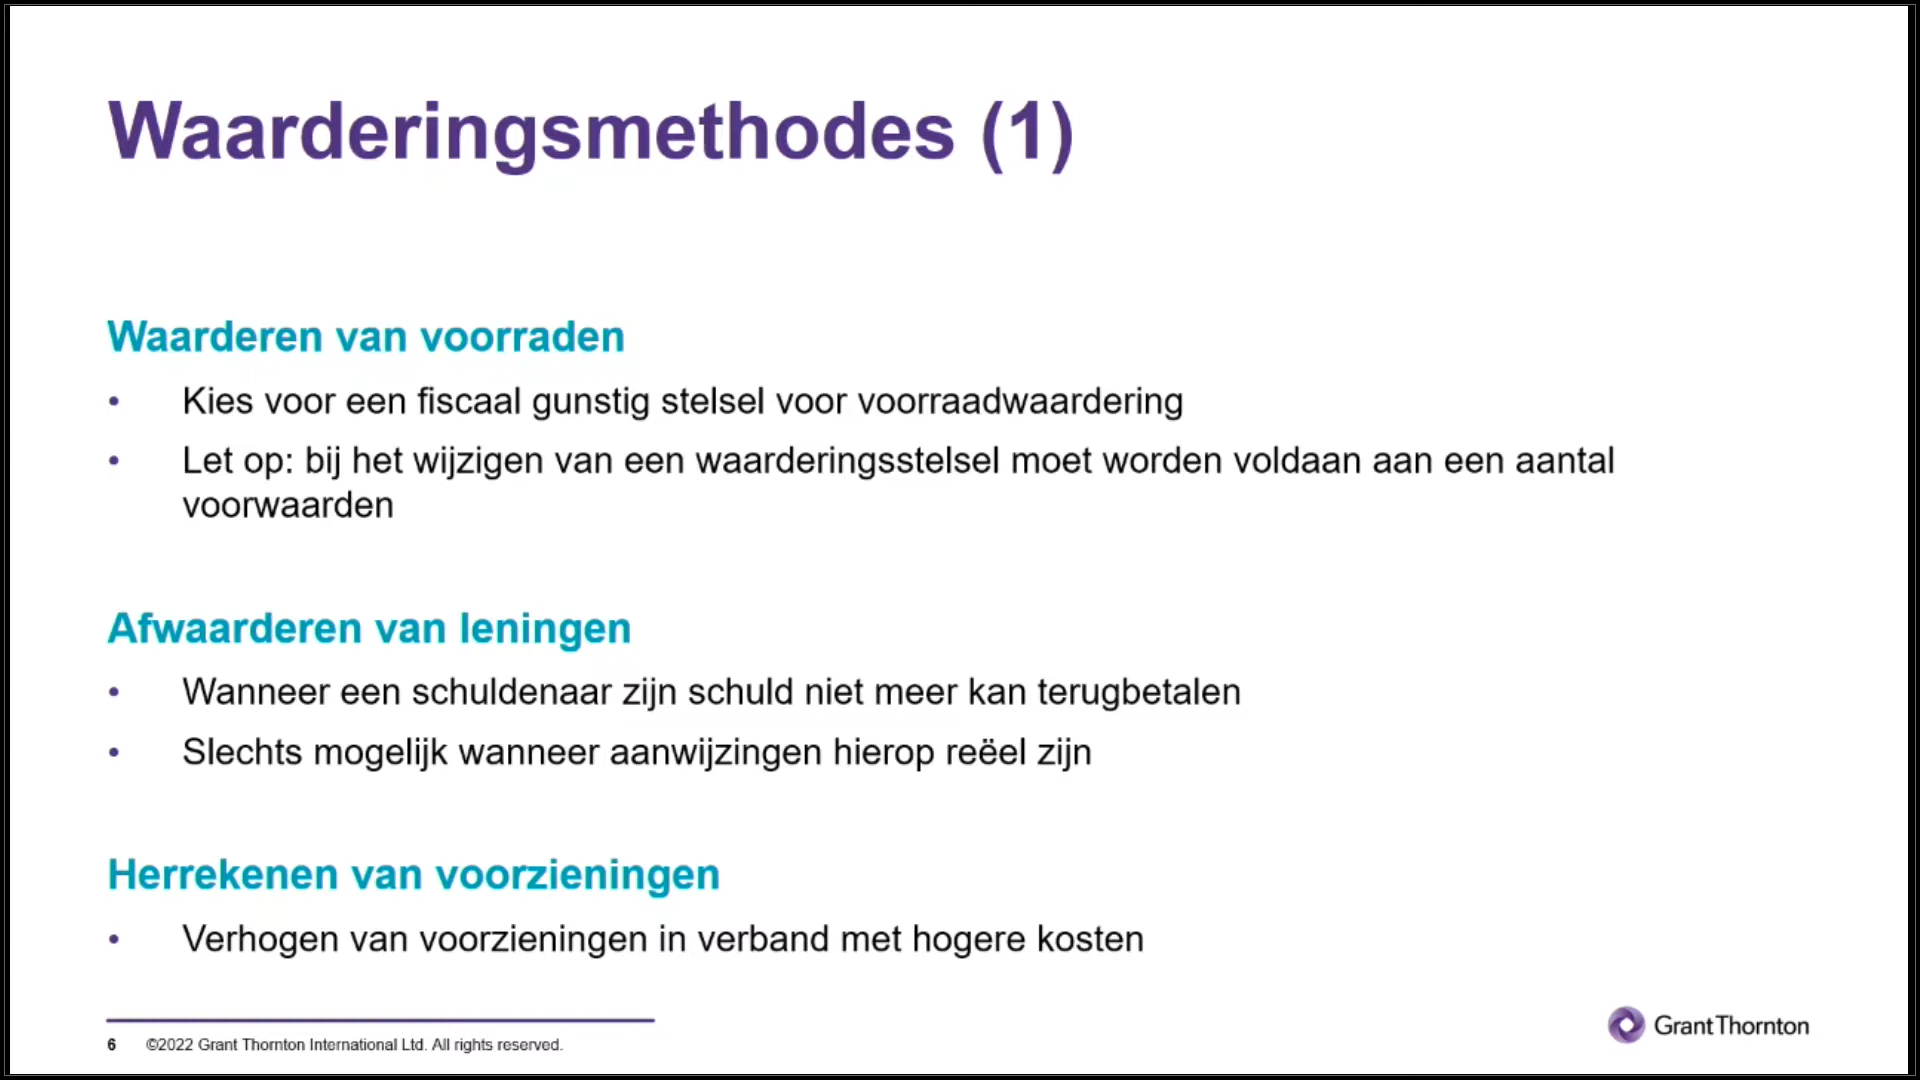 Waarderingsmethodes (1)
Waarderen van voorraden
• Kies voor een fiscaal gunstig stelsel voor voorraadwaardering
• Let op: bij het wijzigen van een waarderingsstelsel moet worden voldaan aan een aantal
voorwaarden
Afwaarderen van leningen
• Wanneer een schuldenaar zijn schuld niet meer kan terugbetalen
• Slechts mogelijk wanneer aanwijzingen hierop reëel zijn
Herrekenen van voorzieningen
• Verhogen van voorzieningen in verband met hogere kosten
6 ©2022 Grant Thornton International Ltd. All rights reserved.
Grant Thornton